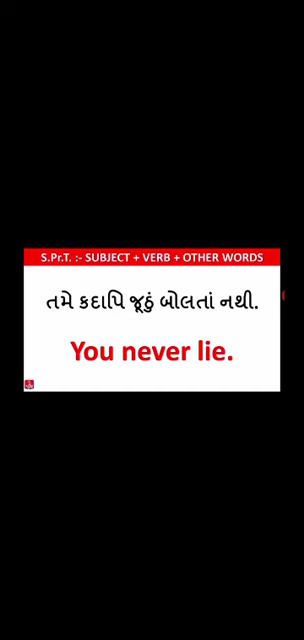 S.Pr.T. :- SUBJECT + VERB + OTHER WORDS
તમે કદાપિ જૂઠું બોલતાં નથી.
You never lie.